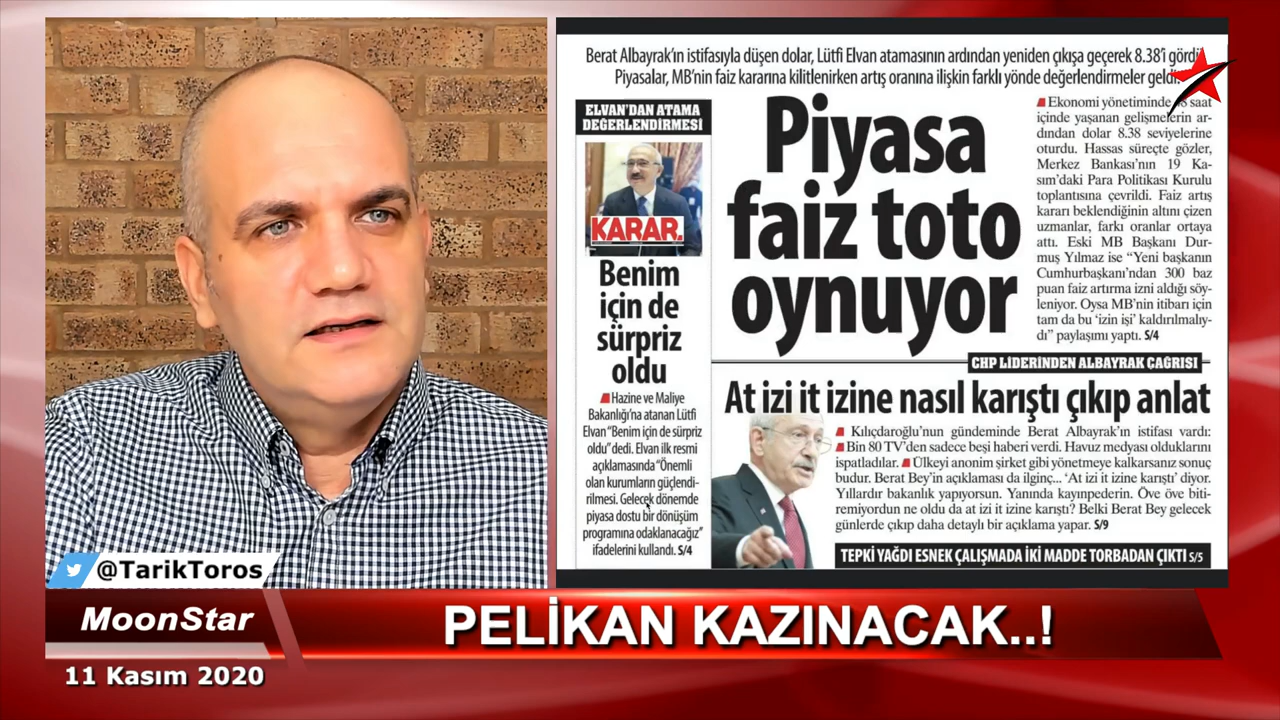 Berat Albayrak'ın istifasıyla düşen dolar, Lütfi Elvan atamasının ardından yeniden çıkışa geçerek 8.38'i gördü.
Piyasalar, MB'nin faiz kararına kilitlenirken artış oranına ilişkin farklı yönde değerlendirmeler geldi.
ELVAN'DAN ATAMA
DEĞERLENDİRMESİ
KARAR.
Benim
için de
sürpriz
oldu
Hazine ve Maliye
Bakanlığı'na atanan Lütfi
Elvan "Benim için de sürpriz
oldu" dedi. Elvan ilk resmi
açıklamasında "Önemli
olan kurumların güçlendi-
rilmesi. Gelecek dönemde
piyasa dostu bir dönüşüm
programına odaklanacağız"
ifadelerini kullandı. S/4
Piyasa
faiz toto
oynuyor
Ekonomi yönetiminde 48 saat
içinde yaşanan gelişmelerin ar-
dından dolar 8.38 seviyelerine
oturdu. Hassas süreçte gözler,
Merkez Bankası'nın 19 Ka-
sım'daki Para Politikası Kurulu
toplantısına çevrildi. Faiz artış
kararı beklendiğinin altını çizen
uzmanlar, farkı oranlar ortaya
attı. Eski MB Başkanı Dur-
muş Yılmaz ise "Yeni başkanın
Cumhurbaşkanı'ndan 300 baz
puan faiz artırma izni aldığı söy-
leniyor. Oysa MB'nin itibarı için
tam da bu 'izin işi' kaldırılmalıy-
dı" paylaşımı yaptı. S/4
CHP LİDERİNDEN ALBAYRAK ÇAĞRISI
At izi it izine nasıl karıştı çıkıp anlat
Kılıçdaroğlu'nun gündeminde Berat Albayrak'ın istifası vardı:
Bin 80 TV'den sadece beşi haberi verdi. Havuz medyası olduklarını
ispatladılar. Ülkeyi anonim şirket gibi yönetmeye kalkarsanız sonuç
budur. Berat Bey'in açıklaması da ilginç... 'At izi it izine karıştı' diyor.
Yıllardır bakanlık yapıyorsun. Yanında kayınpederin. Öve öve biti-
remiyordun ne oldu da at izi it izine karıştı? Belki Berat Bey gelecek
günlerde çıkıp daha detaylı bir açıklama yapar. S/9
TEPKİ YAĞDI ESNEK ÇALIŞMADA İKİ MADDE TORBADAN ÇIKTI S/5
@TarikToros
MoonStar
PELİKAN KAZINACAK..!
11 Kasım 2020